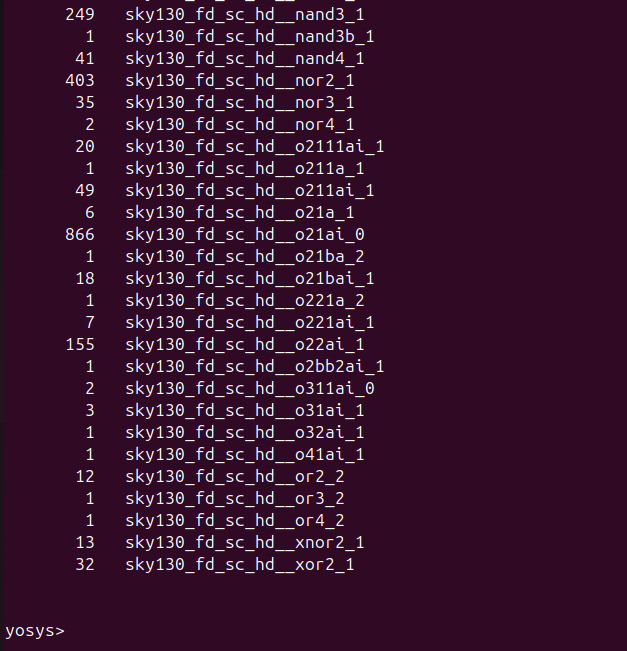 249 sky130_fd_sc_hd__nand3_1
1 sky130_fd_sc_hd__nand3b_1
41 sky130_fd_sc_hd__nand4_1
403 sky130_fd_sc_hd__nor2_1
35 sky130_fd_sc_hd__nor3_1
2 sky130_fd_sc_hd__nor4_1
20 sky130_fd_sc_hd__o2111ai_1
1 sky130_fd_sc_hd__o211a_1
49 sky130_fd_sc_hd__o211ai_1
6 sky130_fd_sc_hd__o21a_1
866 sky130_fd_sc_hd__o21ai_0
1 sky130_fd_sc_hd__o21ba_2
18 sky130_fd_sc_hd__o21bai_1
1 sky130_fd_sc_hd__o221a_2
7 sky130_fd_sc_hd__o221ai_1
155 sky130_fd_sc_hd__o22ai_1
1 sky130_fd_sc_hd__o2bb2ai_1
2 sky130_fd_sc_hd__o311ai_0
3 sky130_fd_sc_hd__o31ai_1
1 sky130_fd_sc_hd__o32ai_1
1 sky130_fd_sc_hd__o41ai_1
12 sky130_fd_sc_hd__or2_2
1 sky130_fd_sc_hd__or3_2
1 sky130_fd_sc_hd__or4_2
13 sky130_fd_sc_hd__xnor2_1
32 sky130_fd_sc_hd__xor2_1
yosys>